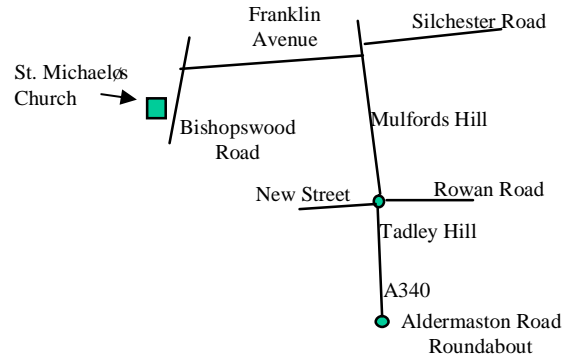 Franklin
Avenue
Silchester Road
St. Michaeløs
Church
Bishopswood
Road
Mulfords Hill
New Street
Rowan Road
Tadley Hill
A340
Aldermaston Road
Roundabout